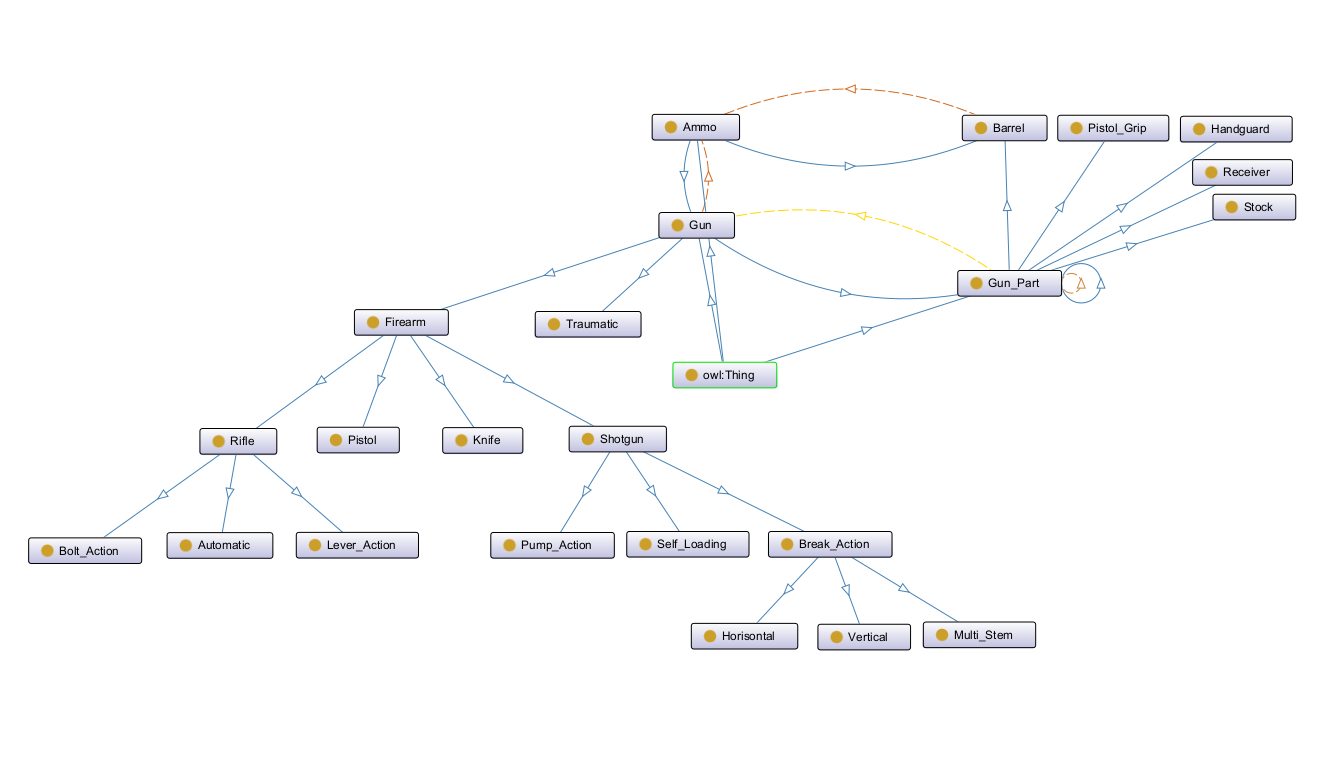 Ammo
Barrel
Pistol_Grip
Handguard
Receiver
Stock
Gun
Gun_Part
Firearm
Traumatic
owl:Thing
Rifle
Pistol
Knife
Shotgun
Bolt_Action
Automatic
Lever_Action
Pump_Action
Self_Loading
Break_Action
Horisontal
Vertical
Multi_Stem